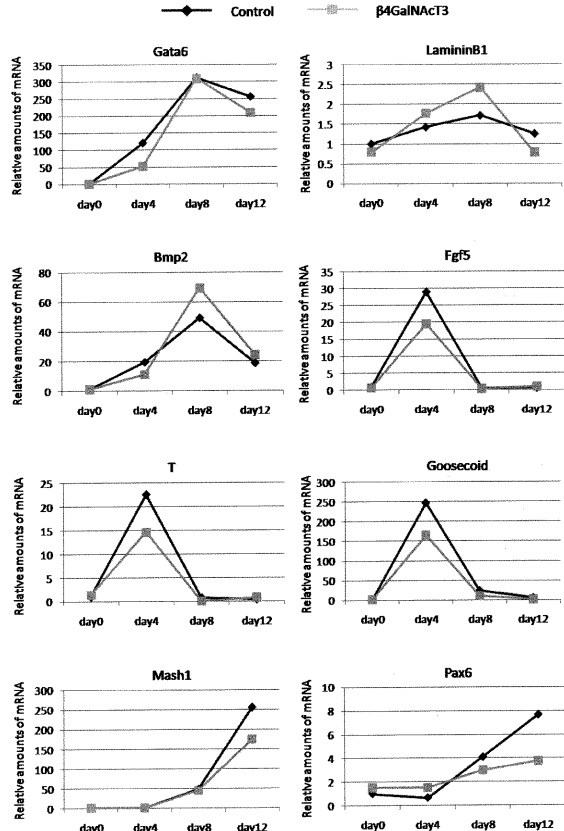 Control β4GalNAcT3
Gata6
Relative amounts of mRNA
350
300
250
200
150
100
50
0
day0 day4 day8 day12
LamininB1
Relative amounts of mRNA
3
2.5
2
1.5
1
0.5
0
day0 day4 day8 day12
Bmp2
Relative amounts of mRNA
80
60
40
20
0
day0 day4 day8 day12
Fgf5
Relative amounts of mRNA
35
30
25
20
15
10
5
0
day0 day4 day8 day12
T
Relative amounts of mRNA
25
20
15
10
5
0
day0 day4 day8 day12
Goosecoid
Relative amounts of mRNA
300
250
200
150
100
50
0
day0 day4 day8 day12
Mash1
Relative amounts of mRNA
300
250
200
150
100
50
0
day0 day4 day8 day12
Pax6
Relative amounts of mRNA
10
8
6
4
2
0
day0 day4 day8 day12